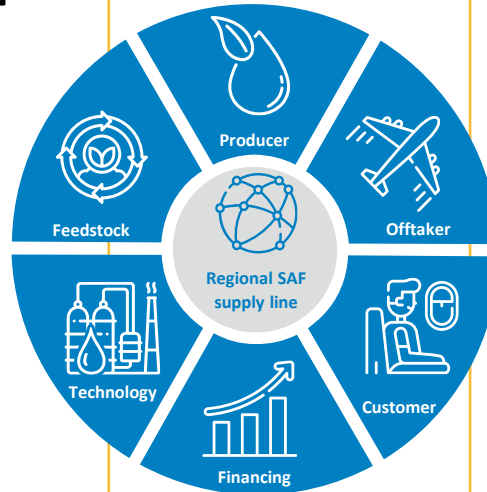 Producer
Feedstock
Offtaker
Regional SAF
supply line
Technology
Customer
Financing